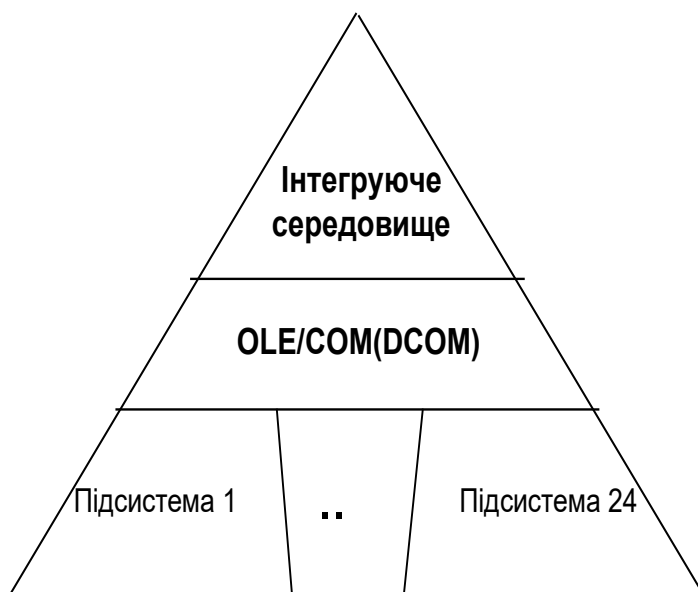 Інтегруюче
середовище
OLE/COM(DCOM)
Підсистема 1
..
Підсистема 24